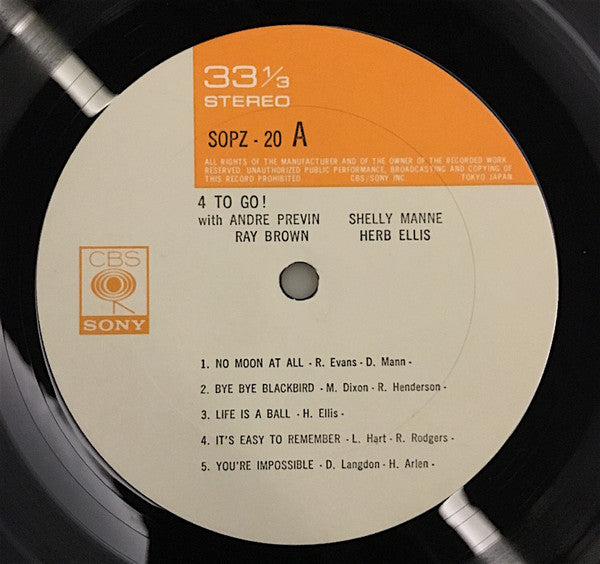 33 1/3
STEREO
SOPZ - 20 A
ALL RIGHTS OF THE MANUFACTURER AND OF THE OWNER OF THE RECORDED WORK
RESERVED. UNAUTHORIZED PUBLIC PERFORMANCE, BROADCASTING AND COPYING OF
THIS RECORD PROHIBITED . . . CBS/SONY INC. TOKYO JAPAN.
4 TO GO!
with ANDRE PREVIN SHELLY MANNE
RAY BROWN HERB ELLIS
CBS
SONY
1. NO MOON AT ALL - R. Evans - D. Mann -
2. BYE BYE BLACKBIRD - M. Dixon - R. Henderson -
3. LIFE IS A BALL - H. Ellis -
4. IT'S EASY TO REMEMBER - L. Hart - R. Rodgers -
5. YOU'RE IMPOSSIBLE - D. Langdon - H. Arlen -